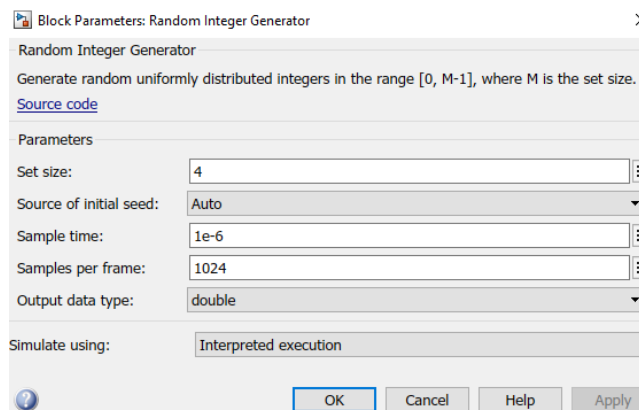 Block Parameters: Random Integer Generator
Random Integer Generator
Generate random uniformly distributed integers in the range [0, M-1], where M is the set size.
Source code
Parameters
Set size: 4
Source of initial seed: Auto
Sample time: 1e-6
Samples per frame: 1024
Output data type: double
Simulate using: Interpreted execution
OK Cancel Help Apply